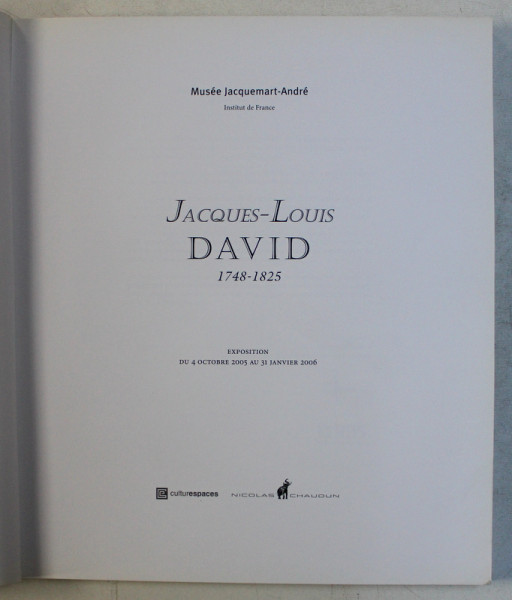 Musée Jacquemart-André
Institut de France
JACQUES-LOUIS
DAVID
1748-1825
EXPOSITION
DU 4 OCTOBRE 2005 AU 31 JANVIER 2006
culturespaces NICOLAS CHAUDUN